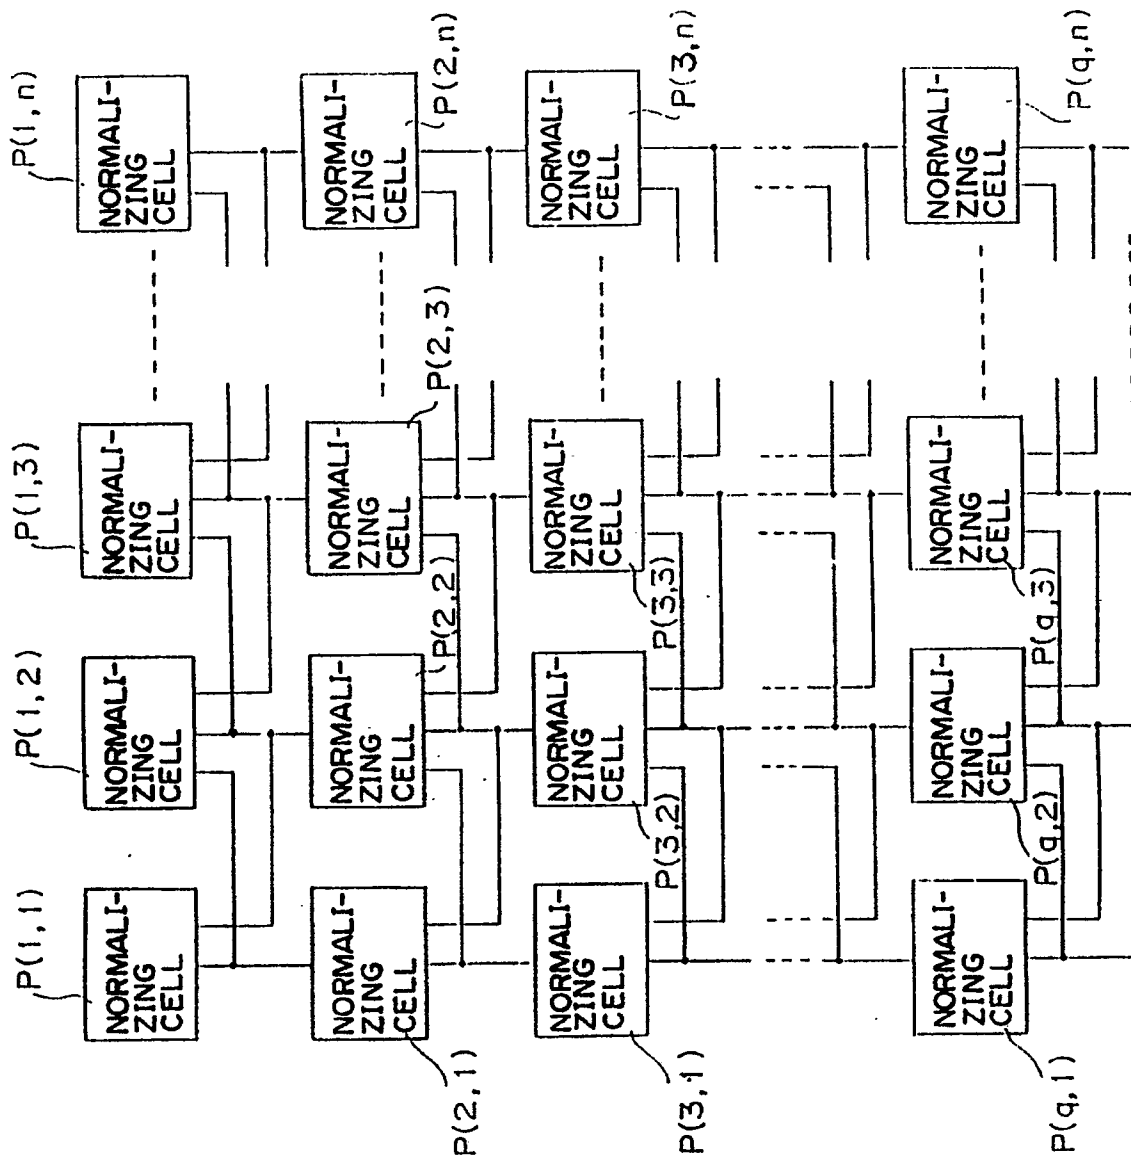 P(1,1)
P(1,2)
P(1,3)
P(1,n)
NORMALI-
ZING
CELL
NORMALI-
ZING
CELL
NORMALI-
ZING
CELL
NORMALI-
ZING
CELL
NORMALI-
ZING
CELL
NORMALI-
ZING
CELL
NORMALI-
ZING
CELL
NORMALI-
ZING
CELL
P(2,1)
P(2,2)
P(2,3)
P(2,n)
NORMALI-
ZING
CELL
NORMALI-
ZING
CELL
NORMALI-
ZING
CELL
NORMALI-
ZING
CELL
P(3,1)
P(3,2)
P(3,3)
P(3,n)
NORMALI-
ZING
CELL
NORMALI-
ZING
CELL
NORMALI-
ZING
CELL
NORMALI-
ZING
CELL
P(q,1)
P(q,2)
P(q,3)
P(q,n)